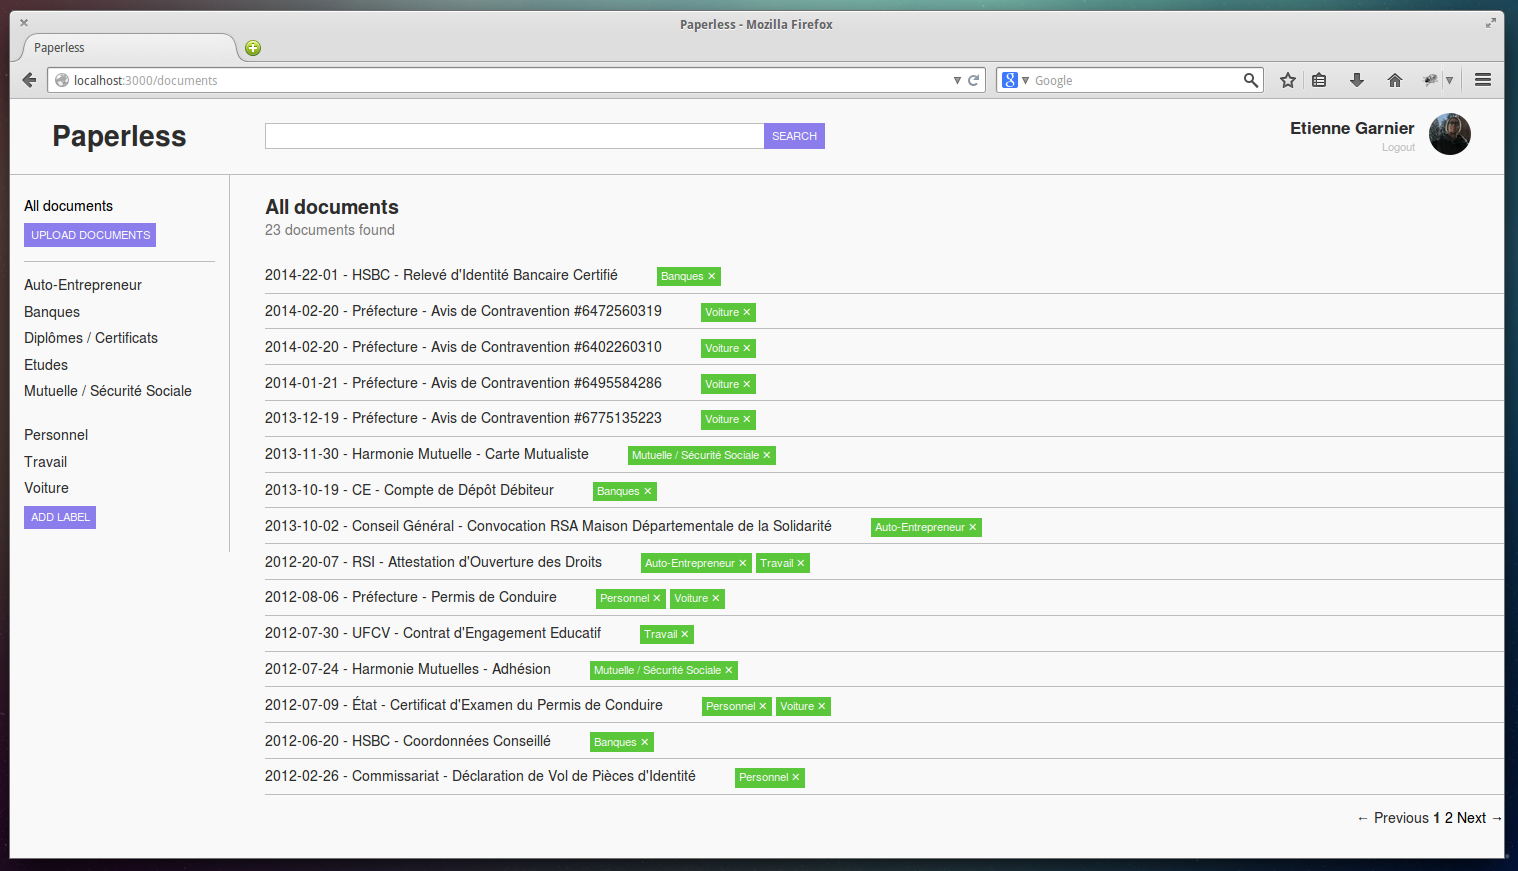 Paperless - Mozilla Firefox
Paperless
localhost:3000/documents
Google
Paperless
SEARCH
Etienne Garnier
Logout
All documents
UPLOAD DOCUMENTS
Auto-Entrepreneur
Banques
Diplômes / Certificats
Etudes
Mutuelle / Sécurité Sociale
Personnel
Travail
Voiture
ADD LABEL
All documents
23 documents found
2014-22-01 - HSBC - Relevé d'Identité Bancaire Certifié Banques ✕
2014-02-20 - Préfecture - Avis de Contravention #6472560319 Voiture ✕
2014-02-20 - Préfecture - Avis de Contravention #6402260310 Voiture ✕
2014-01-21 - Préfecture - Avis de Contravention #6495584286 Voiture ✕
2013-12-19 - Préfecture - Avis de Contravention #6775135223 Voiture ✕
2013-11-30 - Harmonie Mutuelle - Carte Mutualiste Mutuelle / Sécurité Sociale ✕
2013-10-19 - CE - Compte de Dépôt Débiteur Banques ✕
2013-10-02 - Conseil Général - Convocation RSA Maison Départementale de la Solidarité Auto-Entrepreneur ✕
2012-20-07 - RSI - Attestation d'Ouverture des Droits Auto-Entrepreneur ✕ Travail ✕
2012-08-06 - Préfecture - Permis de Conduire Personnel ✕ Voiture ✕
2012-07-30 - UFCV - Contrat d'Engagement Educatif Travail ✕
2012-07-24 - Harmonie Mutuelles - Adhésion Mutuelle / Sécurité Sociale ✕
2012-07-09 - État - Certificat d'Examen du Permis de Conduire Personnel ✕ Voiture ✕
2012-06-20 - HSBC - Coordonnées Conseillé Banques ✕
2012-02-26 - Commissariat - Déclaration de Vol de Pièces d'Identité Personnel ✕
← Previous 1 2 Next →